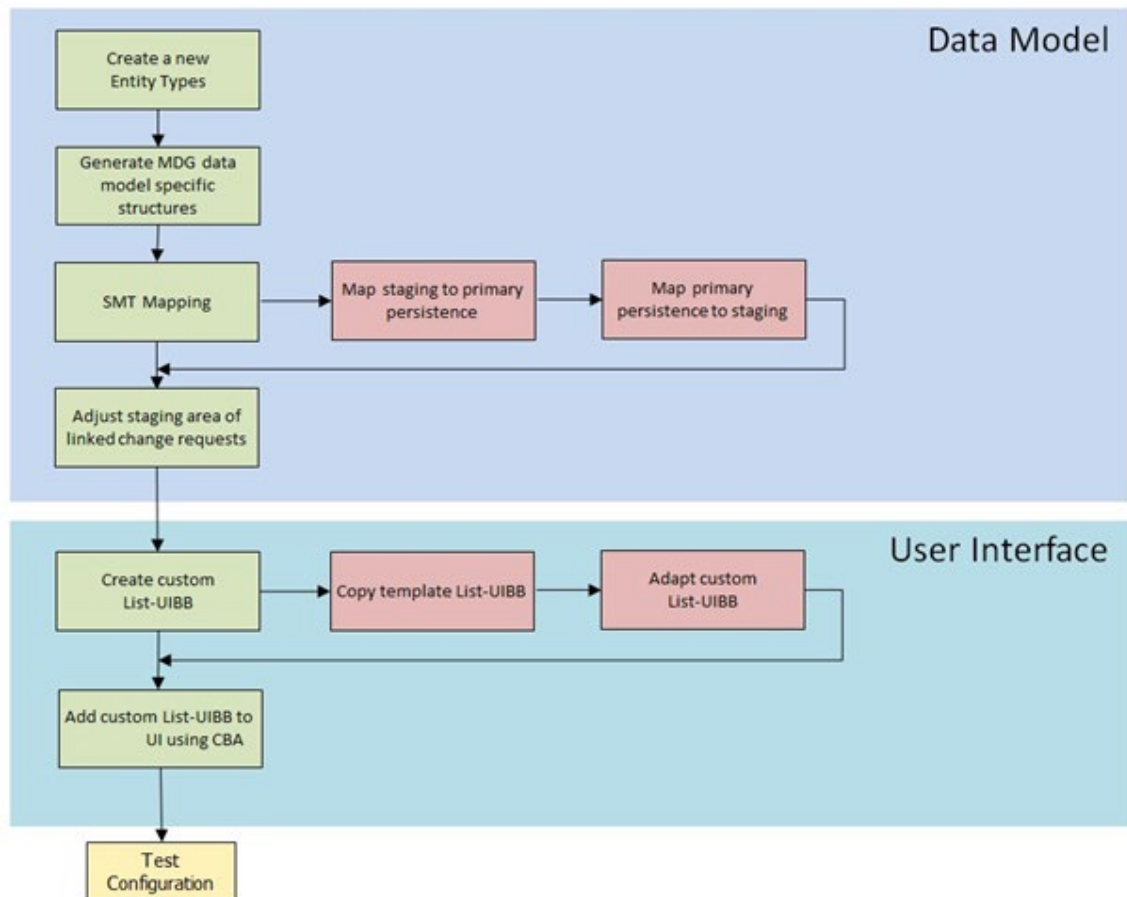 Data Model
Create a new
Entity Types
Generate MDG data
model specific
structures
SMT Mapping
Map staging to primary
persistence
Map primary
persistence to staging
Adjust staging area of
linked change requests
User Interface
Create custom
List-UIBB
Copy template List-UIBB
Adapt custom
List-UIBB
Add custom List-UIBB to
UI using CBA
Test
Configuration